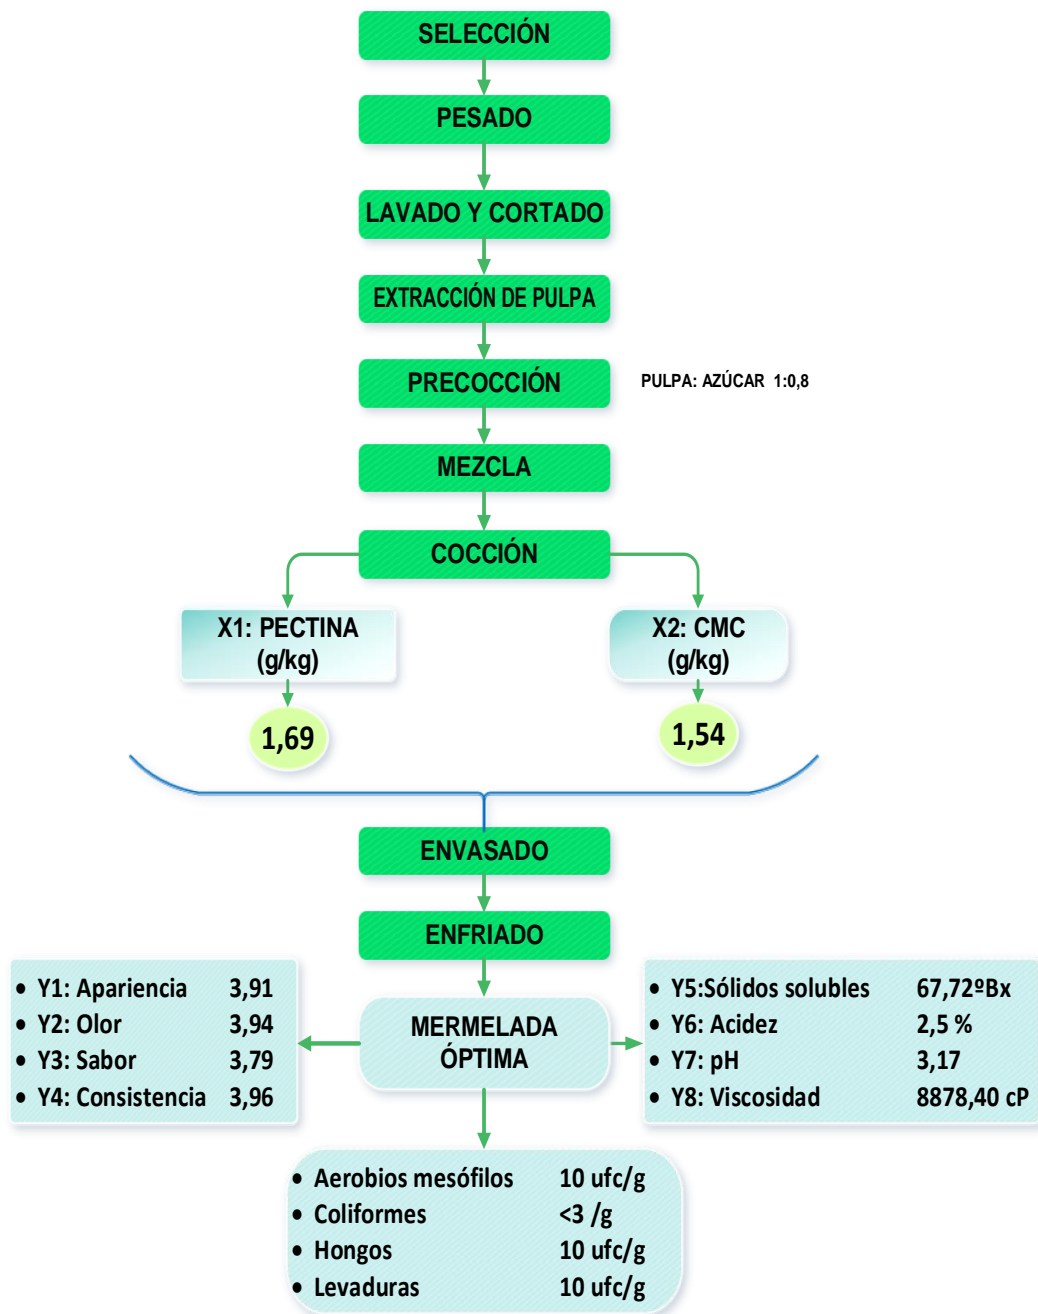 SELECCIÓN
PESADO
LAVADO Y CORTADO
EXTRACCIÓN DE PULPA
PRECOCCIÓN
PULPA: AZÚCAR 1:0,8
MEZCLA
COCCIÓN
X1: PECTINA
(g/kg)
X2: CMC
(g/kg)
1,69
1,54
ENVASADO
ENFRIADO
• Y1: Apariencia 3,91
• Y2: Olor 3,94
• Y3: Sabor 3,79
• Y4: Consistencia 3,96
MERMELADA
ÓPTIMA
• Y5:Sólidos solubles 67,72ºBx
• Y6: Acidez 2,5 %
• Y7: pH 3,17
• Y8: Viscosidad 8878,40 cP
• Aerobios mesófilos 10 ufc/g
• Coliformes <3 /g
• Hongos 10 ufc/g
• Levaduras 10 ufc/g